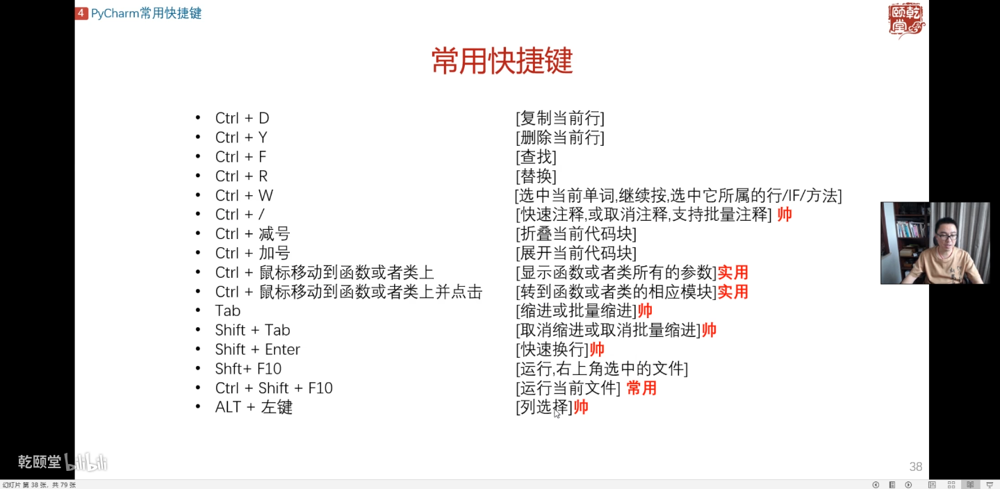 4 PyCharm常用快捷键
乾颐堂
常用快捷键
• Ctrl + D [复制当前行]
• Ctrl + Y [删除当前行]
• Ctrl + F [查找]
• Ctrl + R [替换]
• Ctrl + W [选中当前单词,继续按,选中它所属的行/IF/方法]
• Ctrl + / [快速注释,或取消注释,支持批量注释] 帅
• Ctrl + 减号 [折叠当前代码块]
• Ctrl + 加号 [展开当前代码块]
• Ctrl + 鼠标移动到函数或者类上 [显示函数或者类所有的参数]实用
• Ctrl + 鼠标移动到函数或者类上并点击 [转到函数或者类的相应模块]实用
• Tab [缩进或批量缩进]帅
• Shift + Tab [取消缩进或取消批量缩进]帅
• Shift + Enter [快速换行]帅
• Shft+ F10 [运行,右上角选中的文件]
• Ctrl + Shift + F10 [运行当前文件] 常用
• ALT + 左键 [列选择]帅
乾颐堂 bilibili
38
幻灯片 第 38 张, 共 79 张